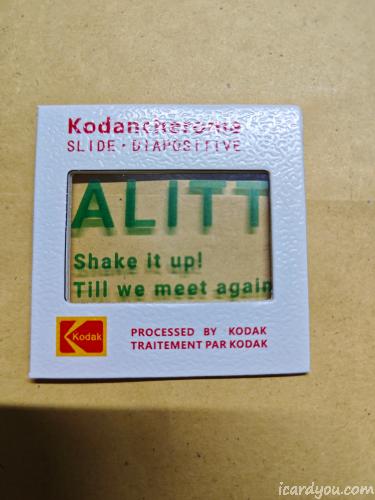 Kodancherome
SLIDE · DIAPOSITIVE
ALITT
Shake it up!
Till we meet again
Kodak
PROCESSED BY KODAK
TRAITEMENT PAR KODAK
icardyou.com